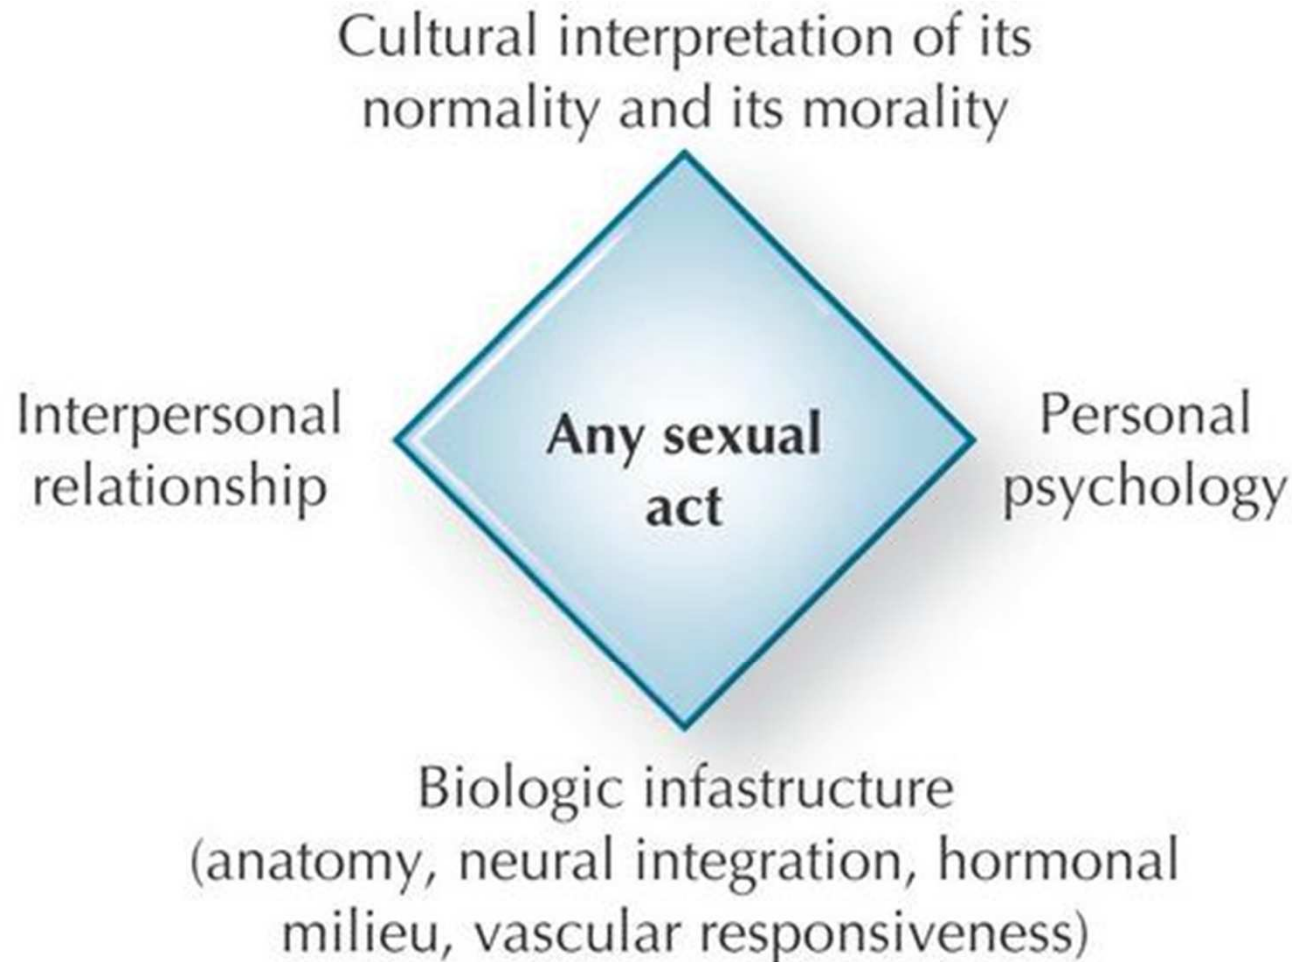 Cultural interpretation of its
normality and its morality
Interpersonal
relationship
Any sexual
act
Personal
psychology
Biologic infastructure
(anatomy, neural integration, hormonal
milieu, vascular responsiveness)